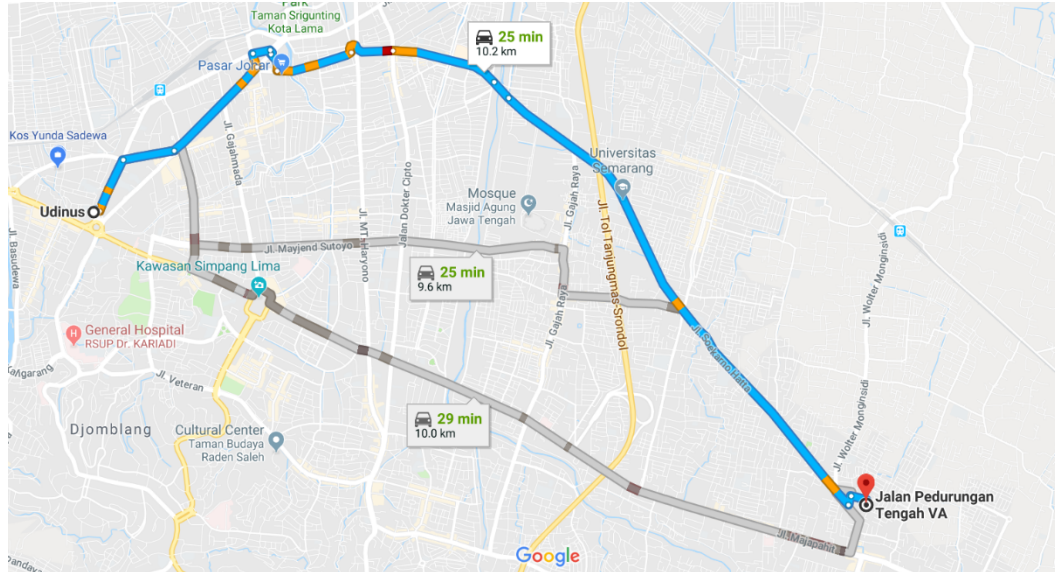 Park
Taman Srigunting
Kota Lama
25 min
10.2 km
Pasar Johar
Kos Yunda Sadewa
Jl. Gajahmada
Universitas
Semarang
Udinus
Mosque
Masjid Agung
Jawa Tengah
Jl. Gajah Raya
Jalan Dokter Cipto
Jl. MT. Haryono
Jl. Tol Tanjungmas-Srondol
Jl. Basudewa
Jl. Mayjend Sutoyo
Kawasan Simpang Lima
25 min
9.6 km
Jl. Wolter Monginsidi
General Hospital
RSUP Dr. KARIADI
Jl. Gajah Raya
Jl. Soekarno Hatta
Jl. Veteran
29 min
10.0 km
Jl. Wolter Monginsidi
Djomblang
Cultural Center
Taman Budaya
Raden Saleh
Jalan Pedurungan
Tengah VA
Jl. Majapahit
Google